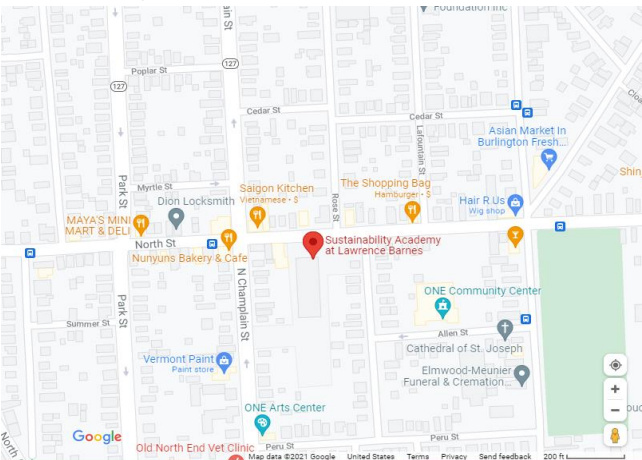 Foundation Inc
ain St
127
Poplar St
127
Cedar St
Cedar St
Lafountain St
Asian Market In
Burlington Fresh...
Park St
Myrtle St
Dion Locksmith
Saigon Kitchen
Vietnamese · $
Rose St
The Shopping Bag
Hamburger · $
Hair R Us
Wig shop
Shin
MAYA'S MINI
MART & DELI
North St
Nunyuns Bakery & Cafe
Sustainability Academy
at Lawrence Barnes
N Champlain St
ONE Community Center
Park St
Summer St
Allen St
Cathedral of St. Joseph
Vermont Paint
Paint store
Elmwood-Meunier
Funeral & Cremation...
ONE Arts Center
Google
North
Old North End Vet Clinic
Peru St
Peru St
Map data ©2021 Google United States Terms Privacy Send feedback 200 ft